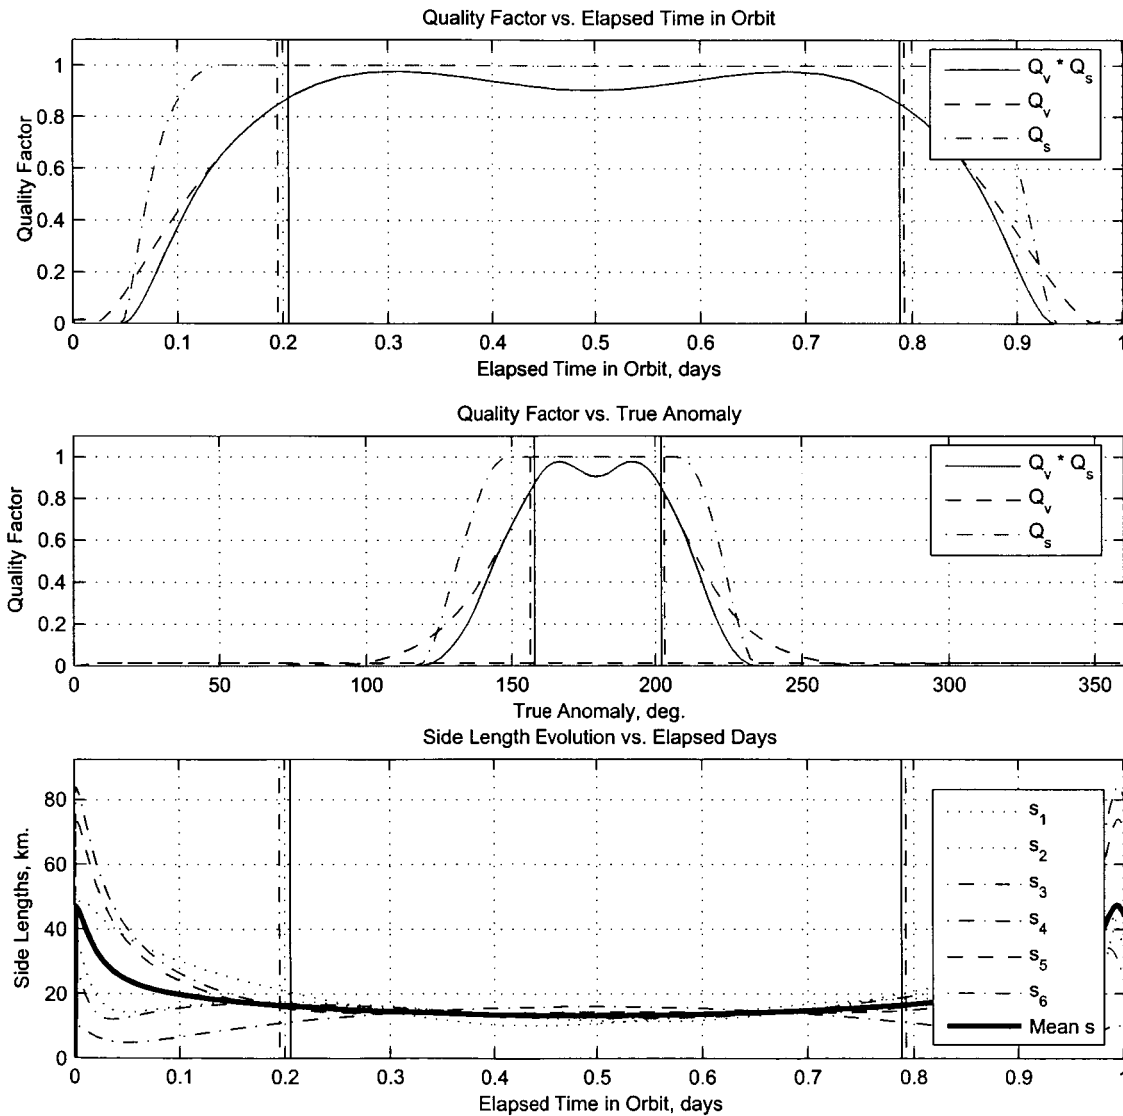 Quality Factor vs. Elapsed Time in Orbit
Quality Factor
1
0.8
0.6
0.4
0.2
0
Q_v * Q_s
Q_v
Q_s
0 0.1 0.2 0.3 0.4 0.5 0.6 0.7 0.8 0.9 1
Elapsed Time in Orbit, days
Quality Factor vs. True Anomaly
Quality Factor
1
0.8
0.6
0.4
0.2
0
Q_v * Q_s
Q_v
Q_s
0 50 100 150 200 250 300 350
True Anomaly, deg.
Side Length Evolution vs. Elapsed Days
Side Lengths, km.
80
60
40
20
0
s_1
s_2
s_3
s_4
s_5
s_6
Mean s
0 0.1 0.2 0.3 0.4 0.5 0.6 0.7 0.8 0.9 1
Elapsed Time in Orbit, days